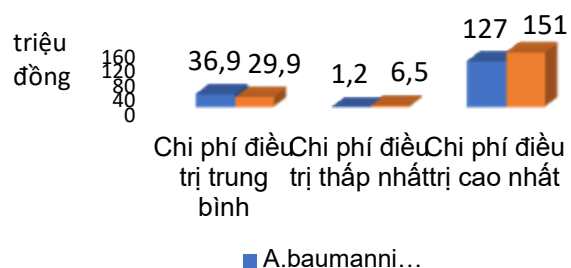 triệu
đồng
160
120
80
40
0
36,9 29,9
1,2 6,5
127 151
Chi phí điều
trị trung
bình
Chi phí điều
trị thấp nhất
Chi phí điều
trị cao nhất
A.baumanni…